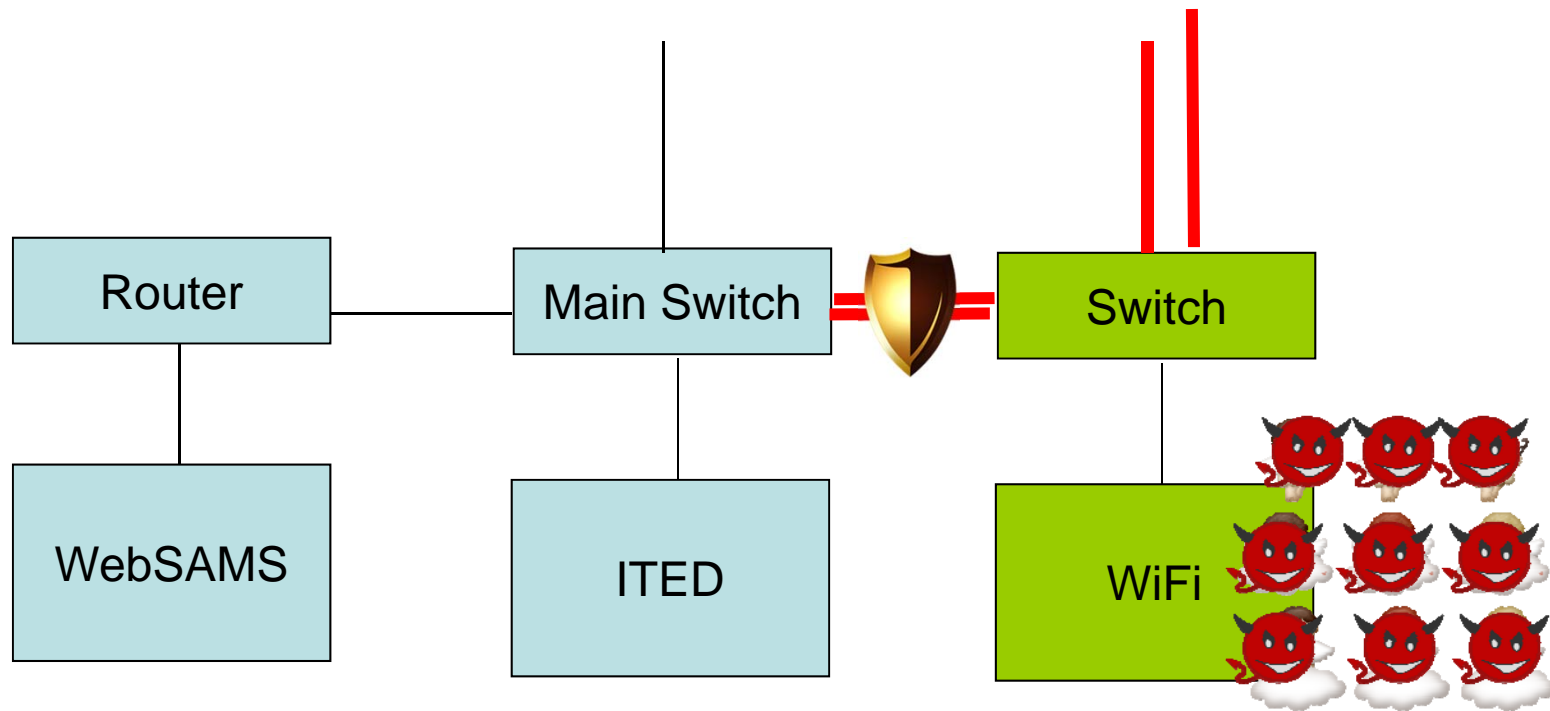 Router
Main Switch
Switch
WebSAMS
ITED
WiFi